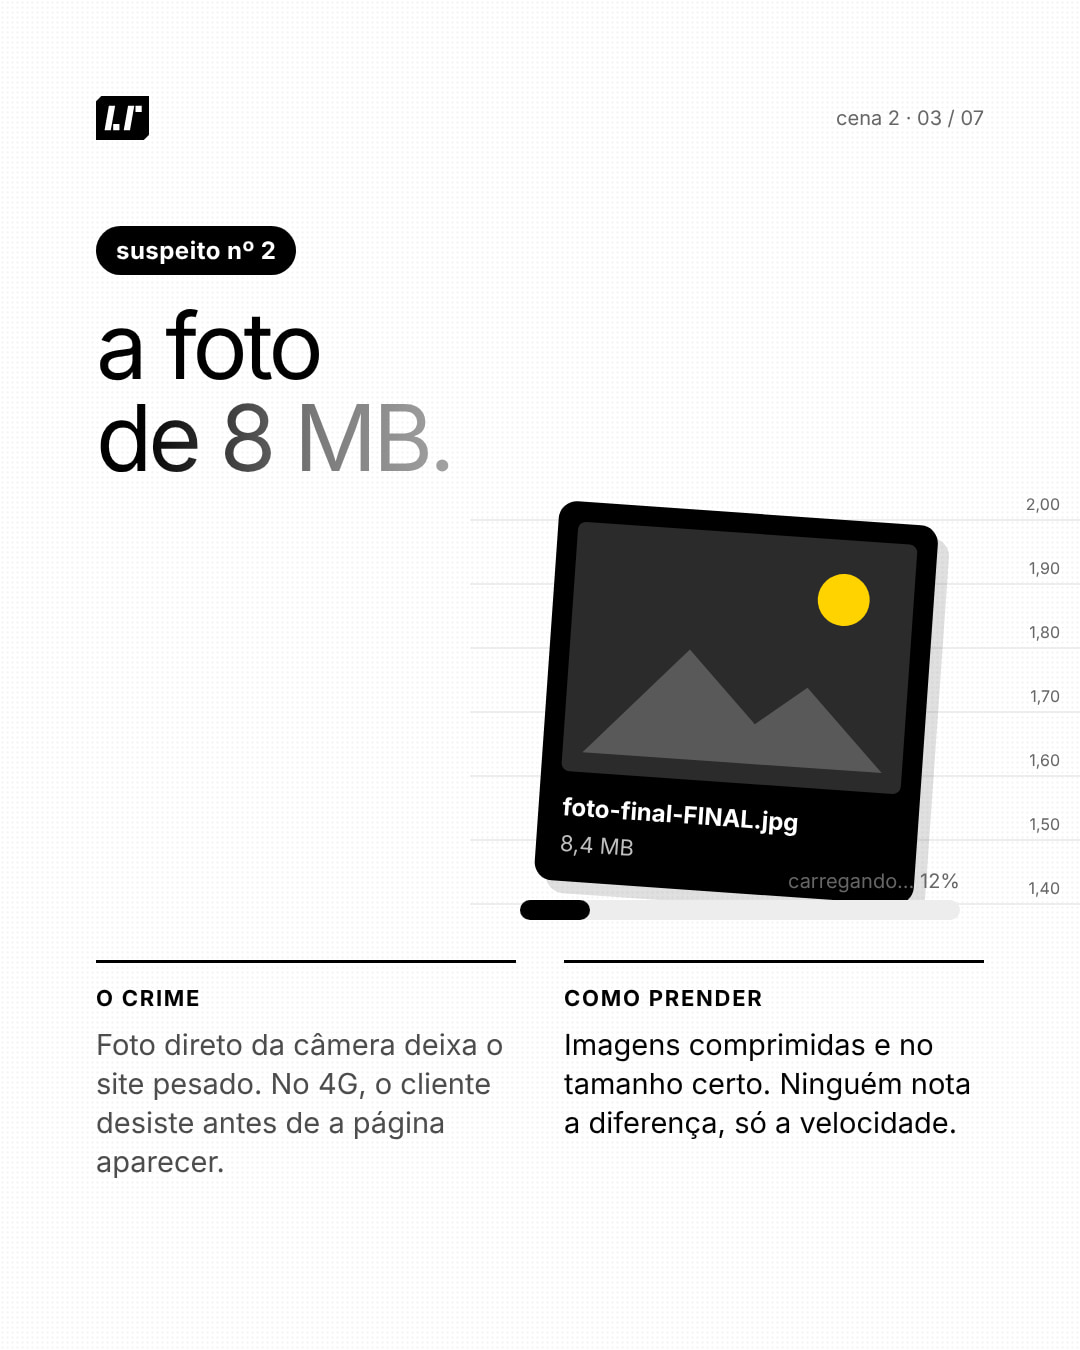 cena 2 · 03 / 07
suspeito nº 2
a foto
de 8 MB.
2,00
1,90
1,80
1,70
1,60
1,50
1,40
foto-final-FINAL.jpg
8,4 MB
carregando... 12%
O CRIME
Foto direto da câmera deixa o
site pesado. No 4G, o cliente
desiste antes de a página
aparecer.
COMO PRENDER
Imagens comprimidas e no
tamanho certo. Ninguém nota
a diferença, só a velocidade.